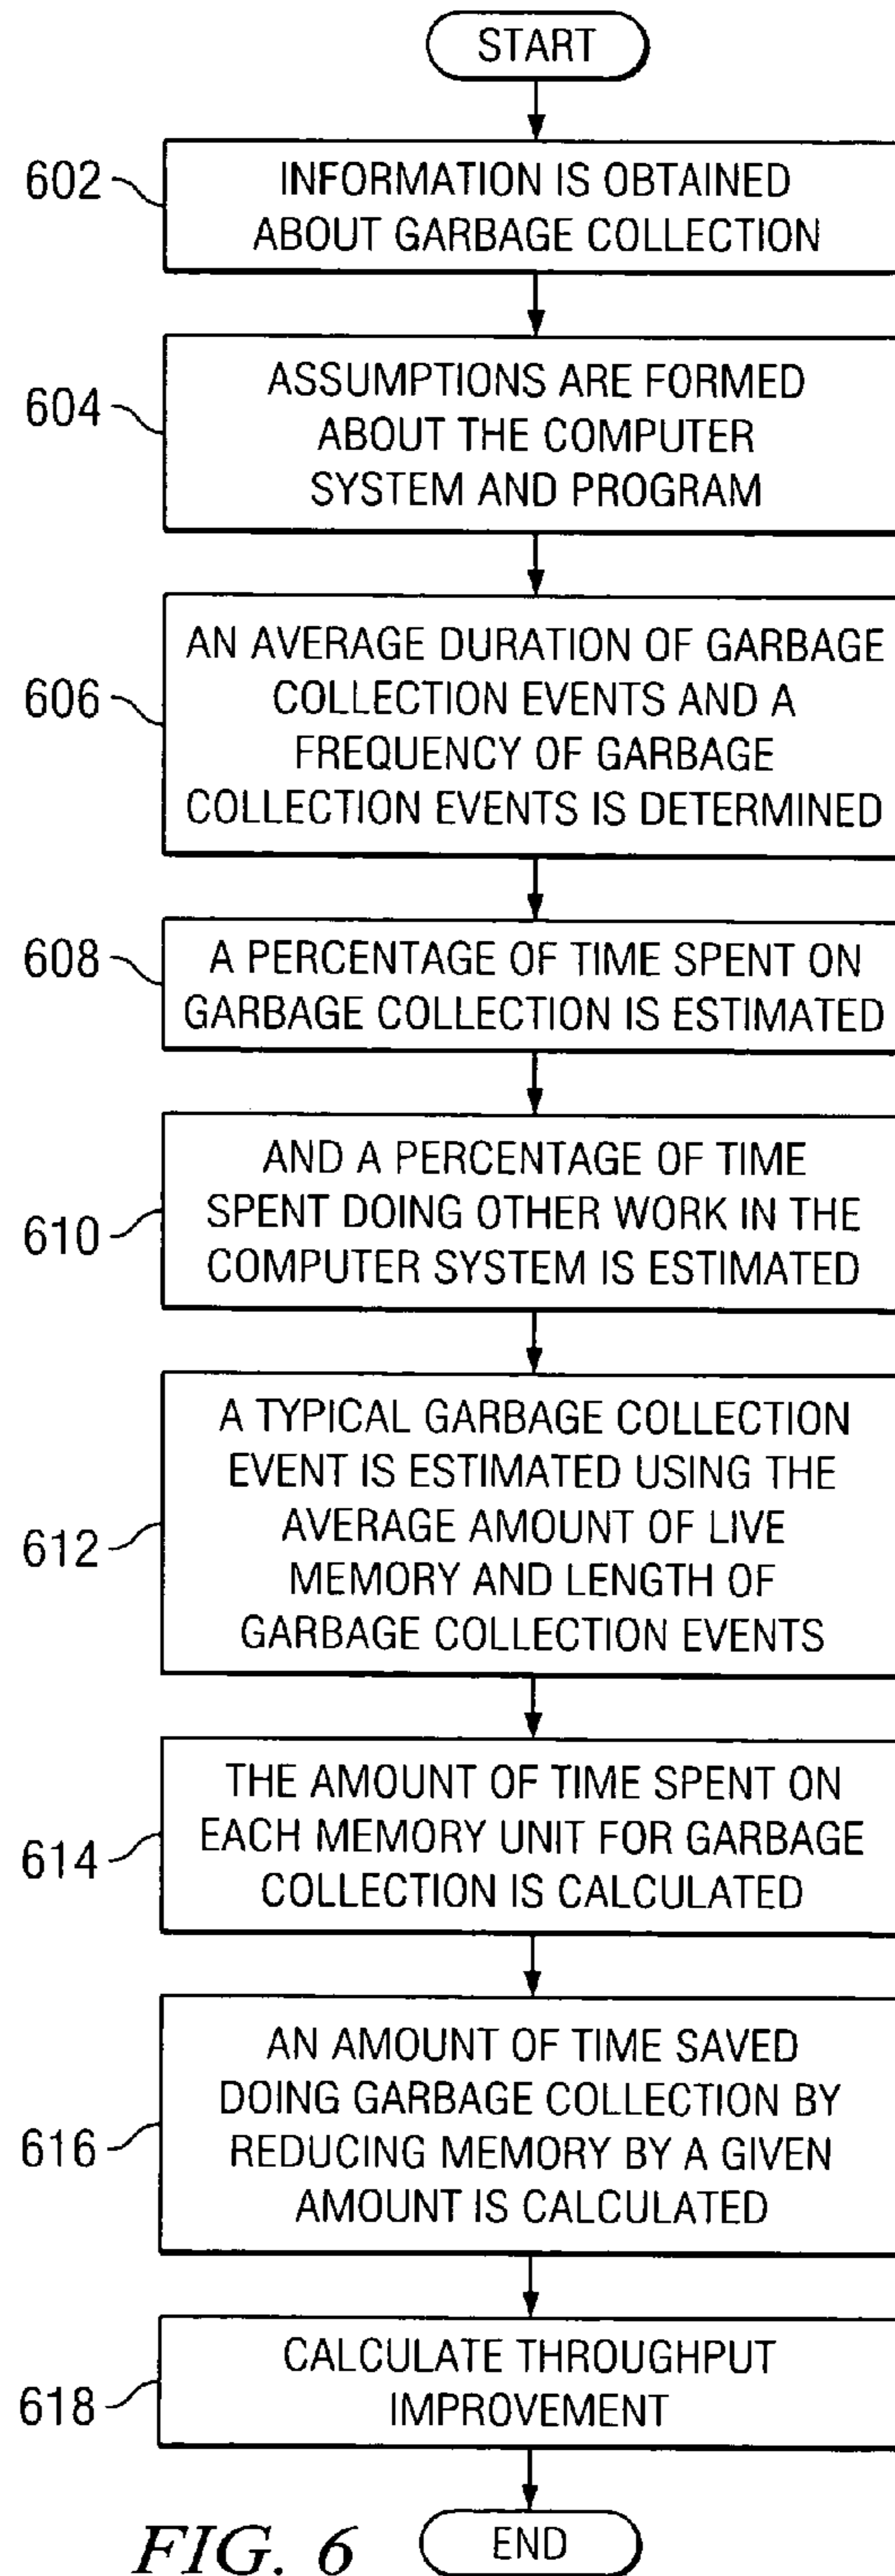 START
602
INFORMATION IS OBTAINED
ABOUT GARBAGE COLLECTION
604
ASSUMPTIONS ARE FORMED
ABOUT THE COMPUTER
SYSTEM AND PROGRAM
606
AN AVERAGE DURATION OF GARBAGE
COLLECTION EVENTS AND A
FREQUENCY OF GARBAGE
COLLECTION EVENTS IS DETERMINED
608
A PERCENTAGE OF TIME SPENT ON
GARBAGE COLLECTION IS ESTIMATED
610
AND A PERCENTAGE OF TIME
SPENT DOING OTHER WORK IN THE
COMPUTER SYSTEM IS ESTIMATED
612
A TYPICAL GARBAGE COLLECTION
EVENT IS ESTIMATED USING THE
AVERAGE AMOUNT OF LIVE
MEMORY AND LENGTH OF
GARBAGE COLLECTION EVENTS
614
THE AMOUNT OF TIME SPENT ON
EACH MEMORY UNIT FOR GARBAGE
COLLECTION IS CALCULATED
616
AN AMOUNT OF TIME SAVED
DOING GARBAGE COLLECTION BY
REDUCING MEMORY BY A GIVEN
AMOUNT IS CALCULATED
618
CALCULATE THROUGHPUT
IMPROVEMENT
FIG. 6
END